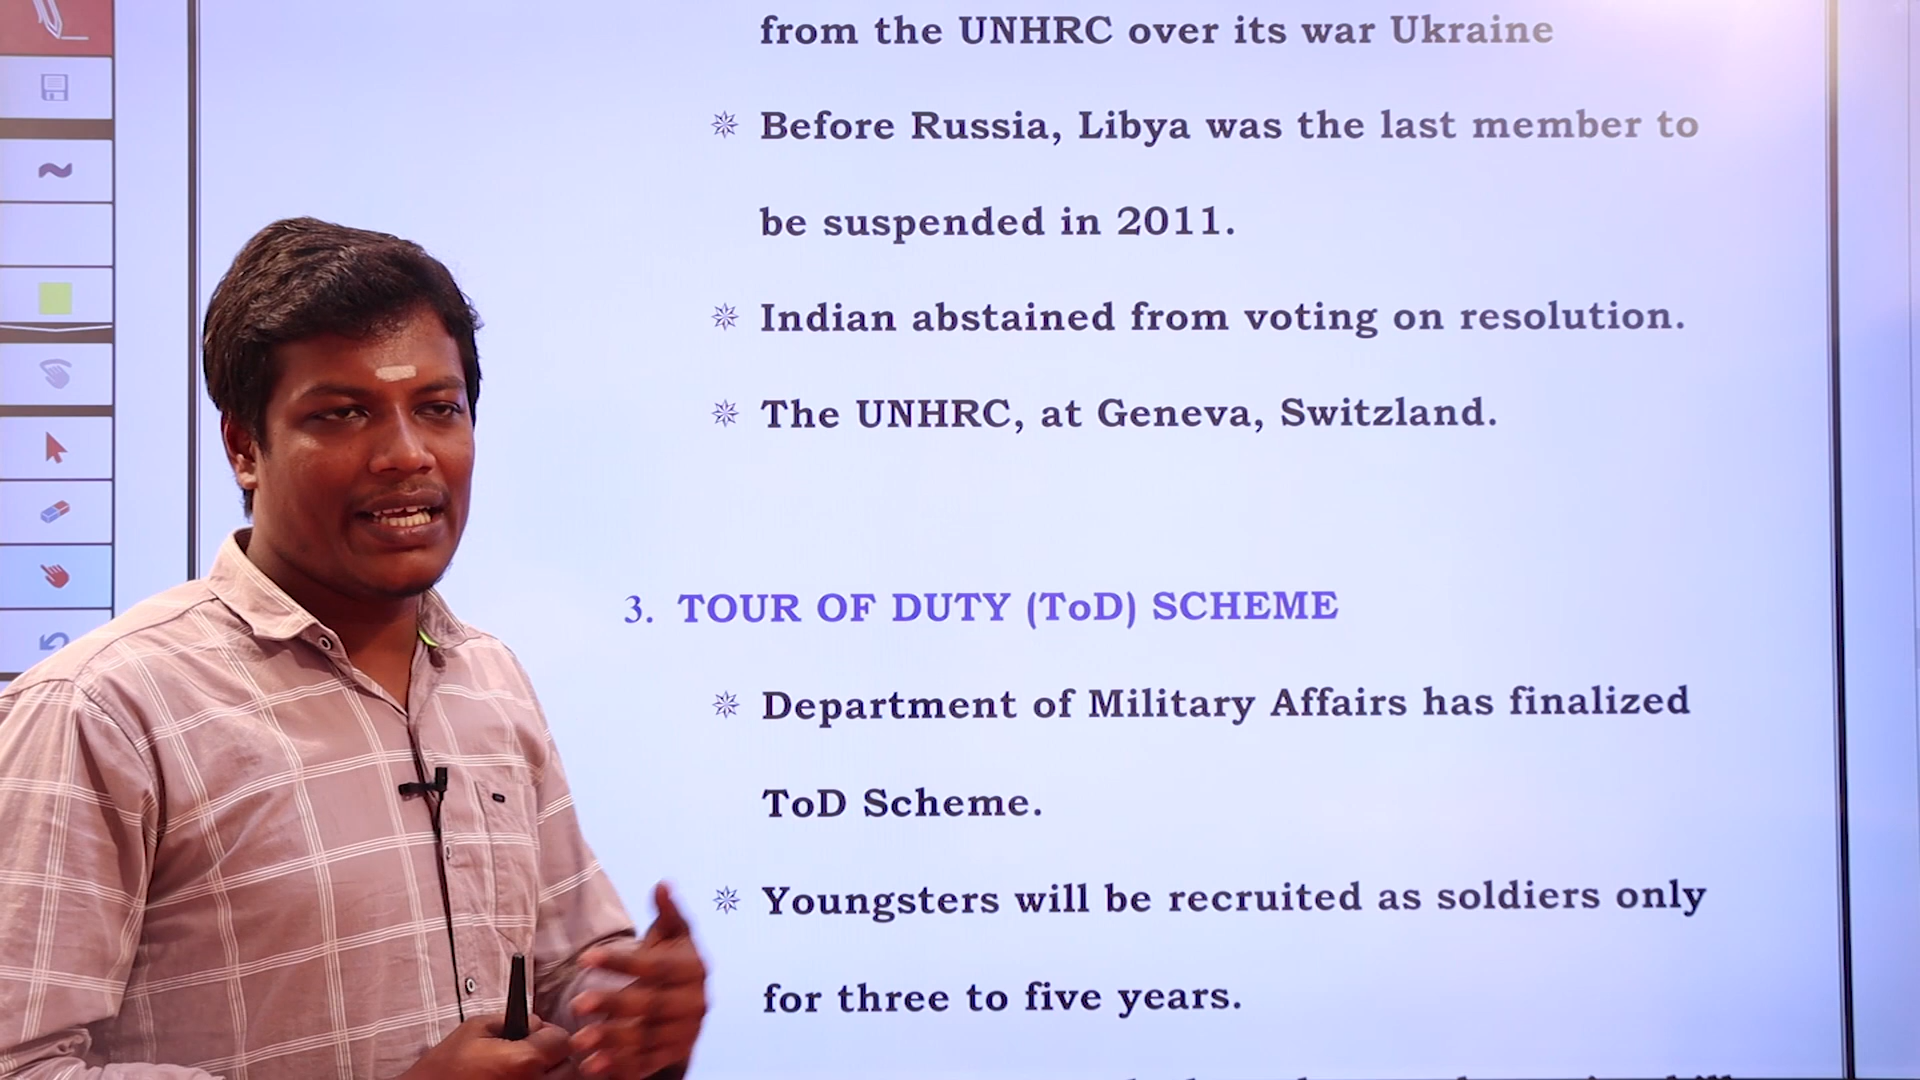 from the UNHRC over its war Ukraine
Before Russia, Libya was the last member to
be suspended in 2011.
Indian abstained from voting on resolution.
The UNHRC, at Geneva, Switzland.
3. TOUR OF DUTY (ToD) SCHEME
Department of Military Affairs has finalized
ToD Scheme.
Youngsters will be recruited as soldiers only
for three to five years.